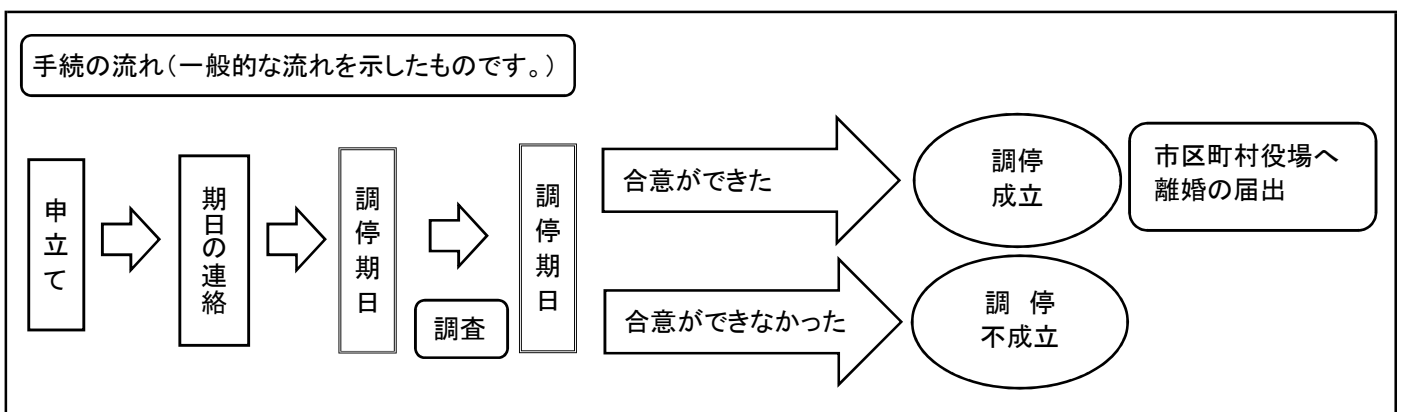 手続の流れ（一般的な流れを示したものです。）
申立て
期日の連絡
調停期日
調査
調停期日
合意ができた
調停
成立
市区町村役場へ
離婚の届出
合意ができなかった
調 停
不成立